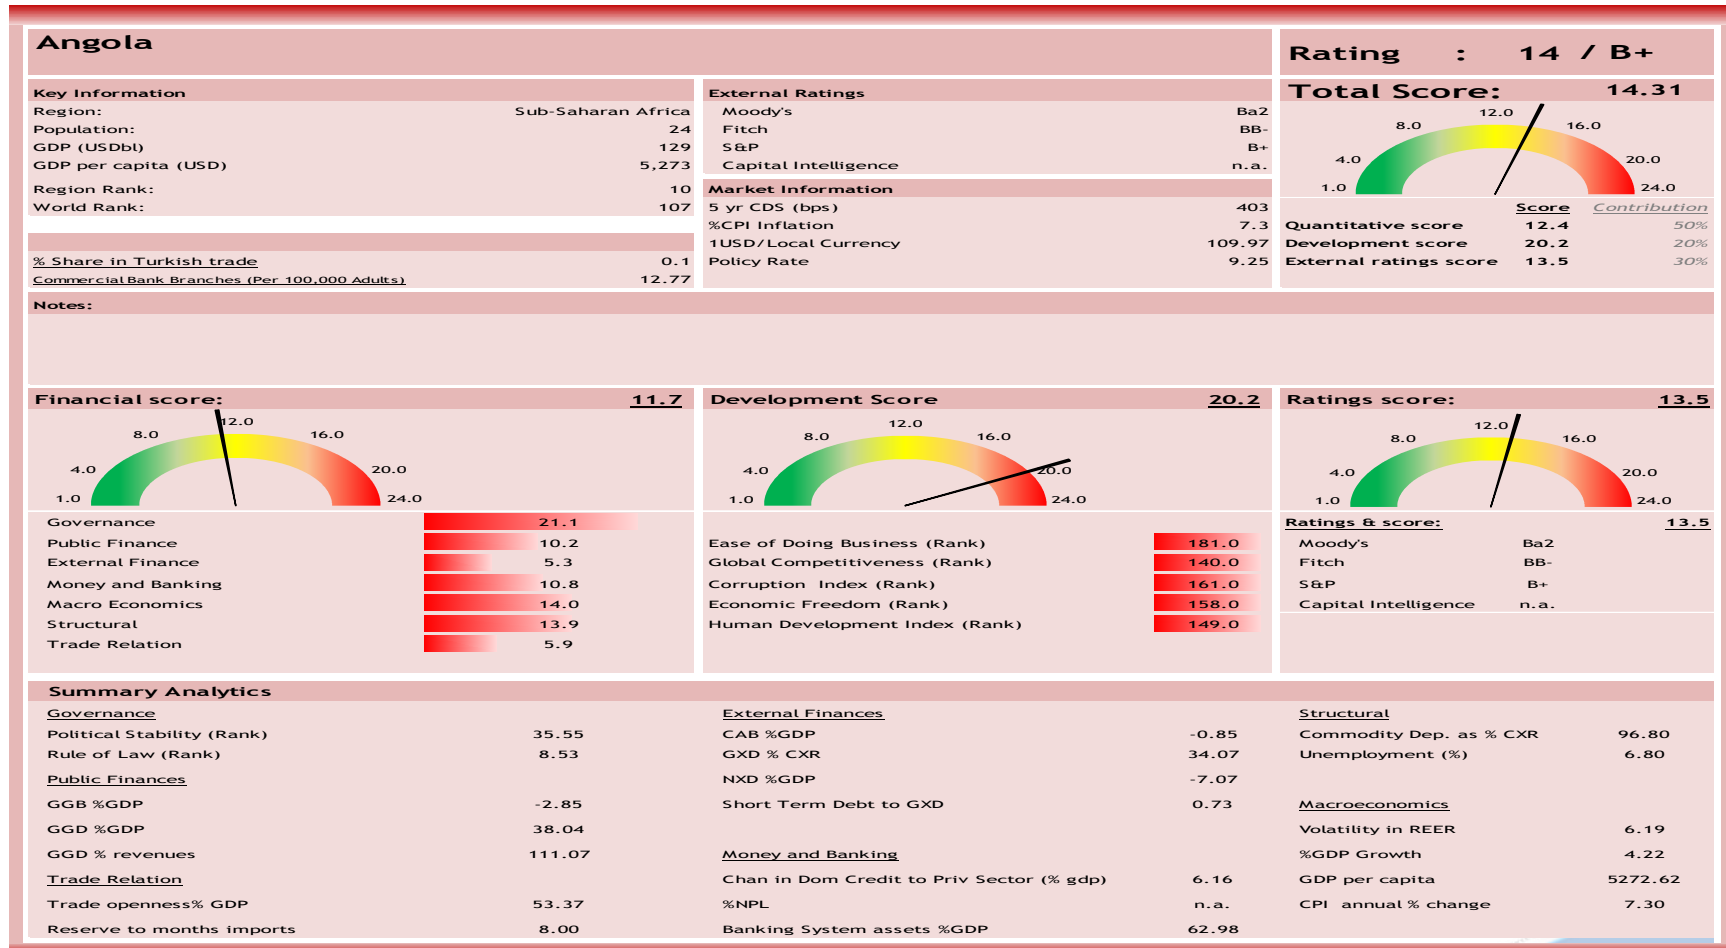 Angola
Rating : 14 / B+
Key Information
Region: Sub-Saharan Africa
Population: 24
GDP (USDbl) 129
GDP per capita (USD) 5,273
Region Rank: 10
World Rank: 107
% Share in Turkish trade 0.1
Commercial Bank Branches (Per 100,000 Adults) 12.77
External Ratings
Moody's Ba2
Fitch BB-
S&P B+
Capital Intelligence n.a.
Market Information
5 yr CDS (bps) 403
%CPI Inflation 7.3
1USD/Local Currency 109.97
Policy Rate 9.25
Total Score: 14.31
1.0 4.0 8.0 12.0 16.0 20.0 24.0
Score Contribution
Quantitative score 12.4 50%
Development score 20.2 20%
External ratings score 13.5 30%
Notes:
Financial score: 11.7
1.0 4.0 8.0 12.0 16.0 20.0 24.0
Governance 21.1
Public Finance 10.2
External Finance 5.3
Money and Banking 10.8
Macro Economics 14.0
Structural 13.9
Trade Relation 5.9
Development Score 20.2
1.0 4.0 8.0 12.0 16.0 20.0 24.0
Ease of Doing Business (Rank) 181.0
Global Competitiveness (Rank) 140.0
Corruption Index (Rank) 161.0
Economic Freedom (Rank) 158.0
Human Development Index (Rank) 149.0
Ratings score: 13.5
1.0 4.0 8.0 12.0 16.0 20.0 24.0
Ratings & score: 13.5
Moody's Ba2
Fitch BB-
S&P B+
Capital Intelligence n.a.
Summary Analytics
Governance
Political Stability (Rank) 35.55
Rule of Law (Rank) 8.53
Public Finances
GGB %GDP -2.85
GGD %GDP 38.04
GGD % revenues 111.07
Trade Relation
Trade openness% GDP 53.37
Reserve to months imports 8.00
External Finances
CAB %GDP -0.85
GXD % CXR 34.07
NXD %GDP -7.07
Short Term Debt to GXD 0.73
Money and Banking
Chan in Dom Credit to Priv Sector (% gdp) 6.16
%NPL n.a.
Banking System assets %GDP 62.98
Structural
Commodity Dep. as % CXR 96.80
Unemployment (%) 6.80
Macroeconomics
Volatility in REER 6.19
%GDP Growth 4.22
GDP per capita 5272.62
CPI annual % change 7.30